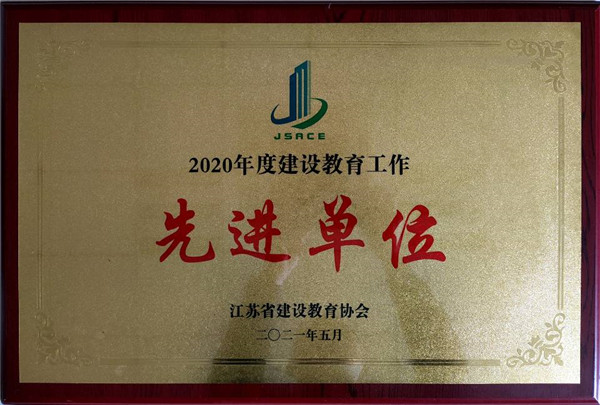 JSACE
2020年度建设教育工作
先进单位
江苏省建设教育协会
二〇二一年五月